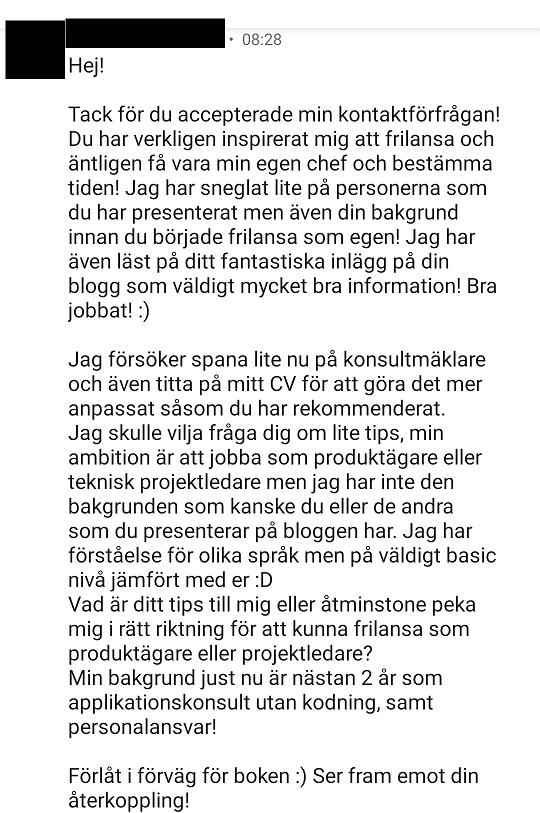 • 08:28
Hej!
Tack för du accepterade min kontaktförfrågan!
Du har verkligen inspirerat mig att frilansa och
äntligen få vara min egen chef och bestämma
tiden! Jag har sneglat lite på personerna som
du har presenterat men även din bakgrund
innan du började frilansa som egen! Jag har
även läst på ditt fantastiska inlägg på din
blogg som väldigt mycket bra information! Bra
jobbat! :)
Jag försöker spana lite nu på konsultmäklare
och även titta på mitt CV för att göra det mer
anpassat såsom du har rekommenderat.
Jag skulle vilja fråga dig om lite tips, min
ambition är att jobba som produktägare eller
teknisk projektledare men jag har inte den
bakgrunden som kanske du eller de andra
som du presenterar på bloggen har. Jag har
förståelse för olika språk men på väldigt basic
nivå jämfört med er :D
Vad är ditt tips till mig eller åtminstone peka
mig i rätt riktning för att kunna frilansa som
produktägare eller projektledare?
Min bakgrund just nu är nästan 2 år som
applikationskonsult utan kodning, samt
personalansvar!
Förlåt i förväg för boken :) Ser fram emot din
återkoppling!